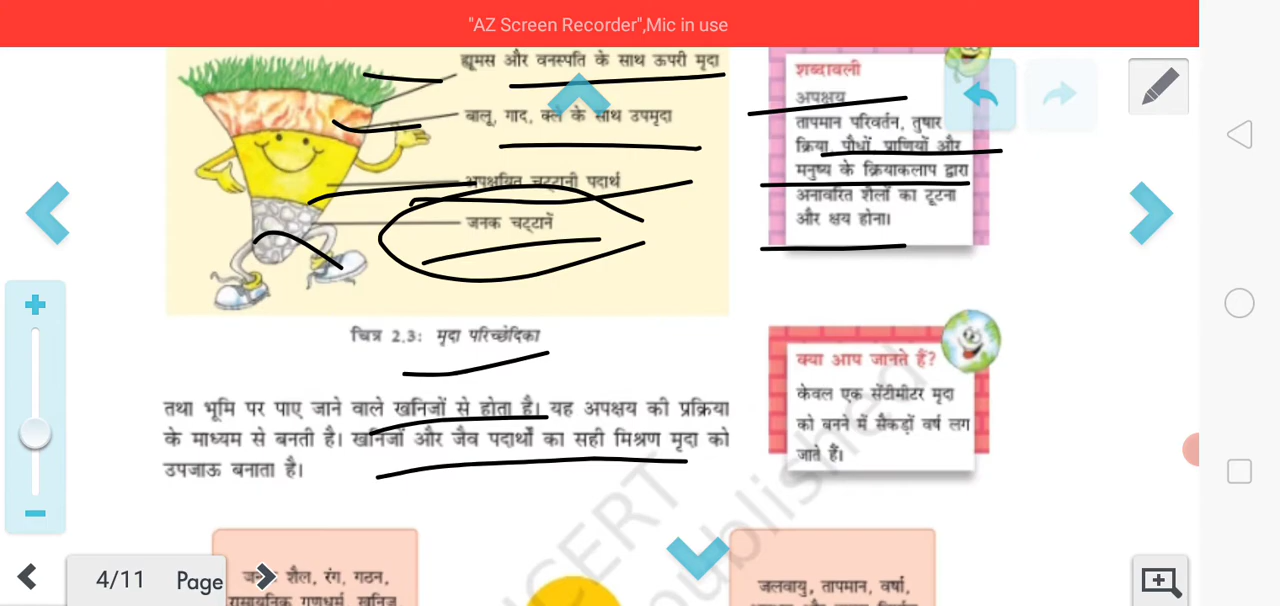 "AZ Screen Recorder",Mic in use
ह्यूमस और वनस्पति के साथ ऊपरी मृदा
बालू, गाद, क्ले के साथ उपमृदा
अपक्षयित चट्टानी पदार्थ
जनक चट्टानें
चित्र 2.3: मृदा परिच्छेदिका
शब्दावली
अपक्षय
तापमान परिवर्तन, तुषार
क्रिया, पौधों प्राणियों और
मनुष्य के क्रियाकलाप द्वारा
अनावरित शैलों का टूटना
और क्षय होना।
तथा भूमि पर पाए जाने वाले खनिजों से होता है। यह अपक्षय की प्रक्रिया
के माध्यम से बनती है। खनिजों और जैव पदार्थों का सही मिश्रण मृदा को
उपजाऊ बनाता है।
क्या आप जानते हैं?
केवल एक सेंटीमीटर मृदा
को बनने में सैकड़ों वर्ष लग
जाते हैं।
शैल, रंग, गठन,
रासायनिक गुणधर्म, खनिज
जलवायु, तापमान, वर्षा,
4/11 Page